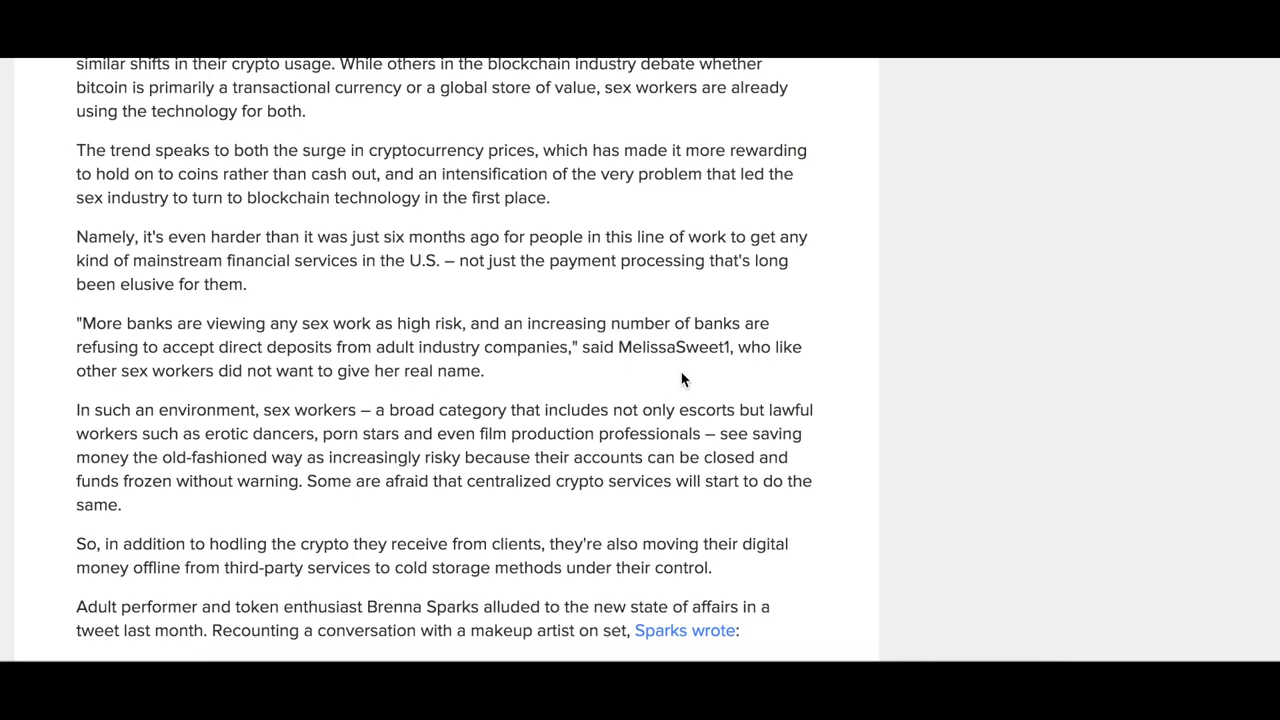 similar shifts in their crypto usage. While others in the blockchain industry debate whether
bitcoin is primarily a transactional currency or a global store of value, sex workers are already
using the technology for both.
The trend speaks to both the surge in cryptocurrency prices, which has made it more rewarding
to hold on to coins rather than cash out, and an intensification of the very problem that led the
sex industry to turn to blockchain technology in the first place.
Namely, it's even harder than it was just six months ago for people in this line of work to get any
kind of mainstream financial services in the U.S. – not just the payment processing that's long
been elusive for them.
"More banks are viewing any sex work as high risk, and an increasing number of banks are
refusing to accept direct deposits from adult industry companies," said MelissaSweet1, who like
other sex workers did not want to give her real name.
In such an environment, sex workers – a broad category that includes not only escorts but lawful
workers such as erotic dancers, porn stars and even film production professionals – see saving
money the old-fashioned way as increasingly risky because their accounts can be closed and
funds frozen without warning. Some are afraid that centralized crypto services will start to do the
same.
So, in addition to hodling the crypto they receive from clients, they're also moving their digital
money offline from third-party services to cold storage methods under their control.
Adult performer and token enthusiast Brenna Sparks alluded to the new state of affairs in a
tweet last month. Recounting a conversation with a makeup artist on set, Sparks wrote: